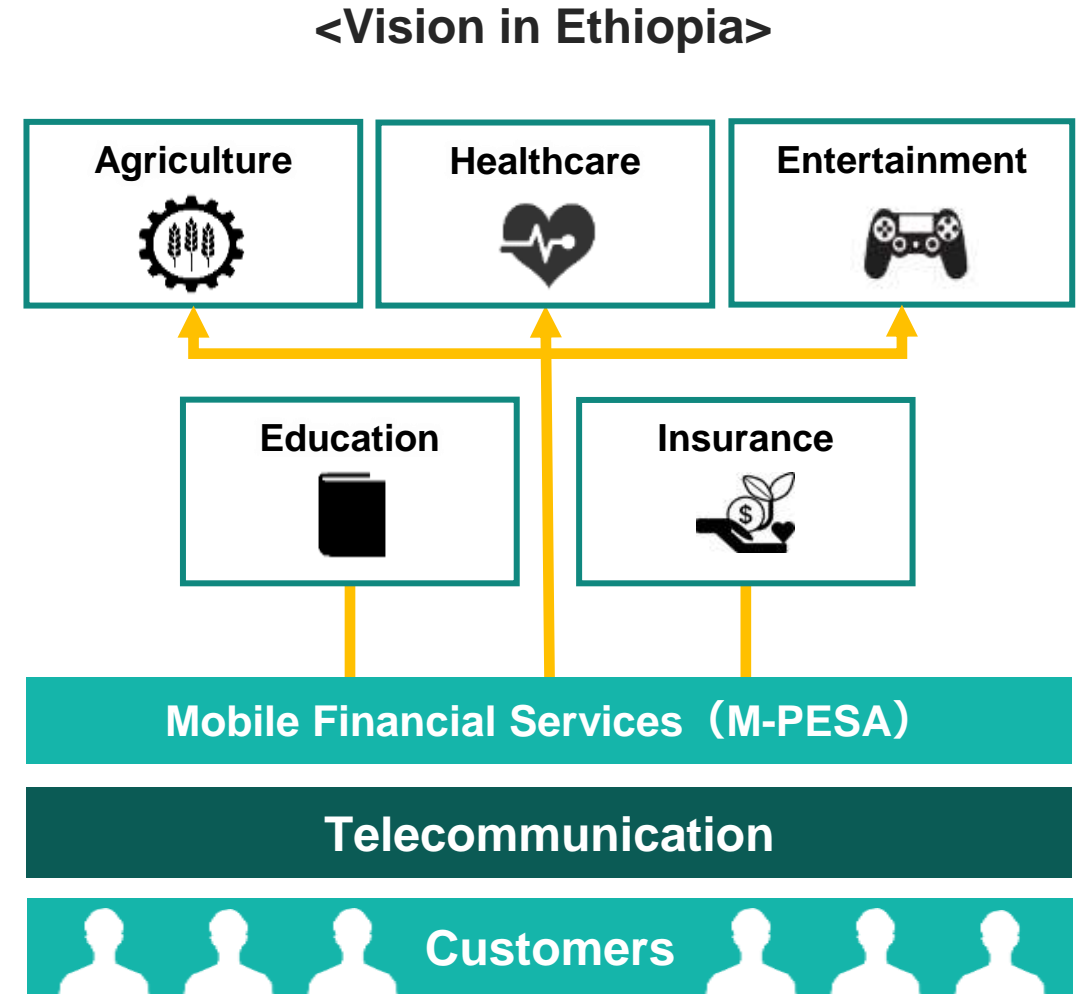 <Vision in Ethiopia>
Agriculture
Healthcare
Entertainment
Education
Insurance
$
Mobile Financial Services（M-PESA）
Telecommunication
Customers